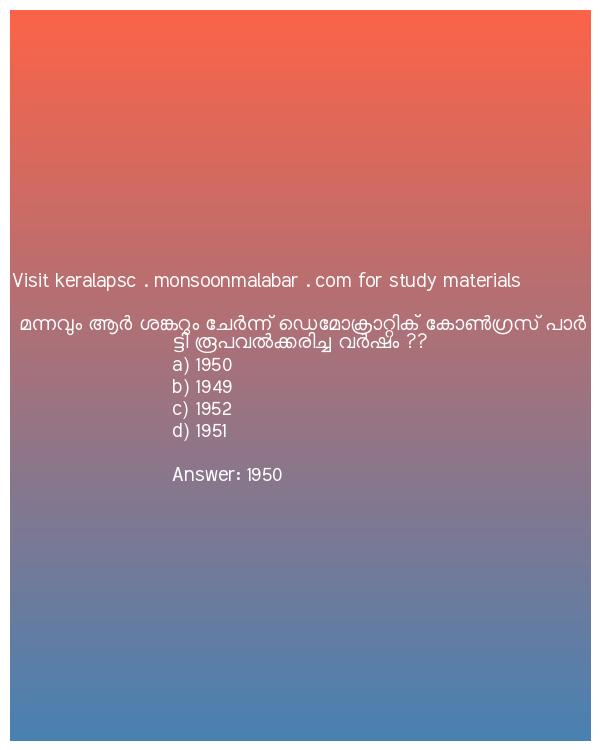 Visit keralapsc . monsoonmalabar . com for study materials
മന്നവും ആർ ശങ്കറും ചേർന്ന് ഡെമോക്രാറ്റിക് കോൺഗ്രസ് പാർ
ട്ടി രൂപവൽക്കരിച്ച വർഷം ??
a) 1950
b) 1949
c) 1952
d) 1951
Answer: 1950